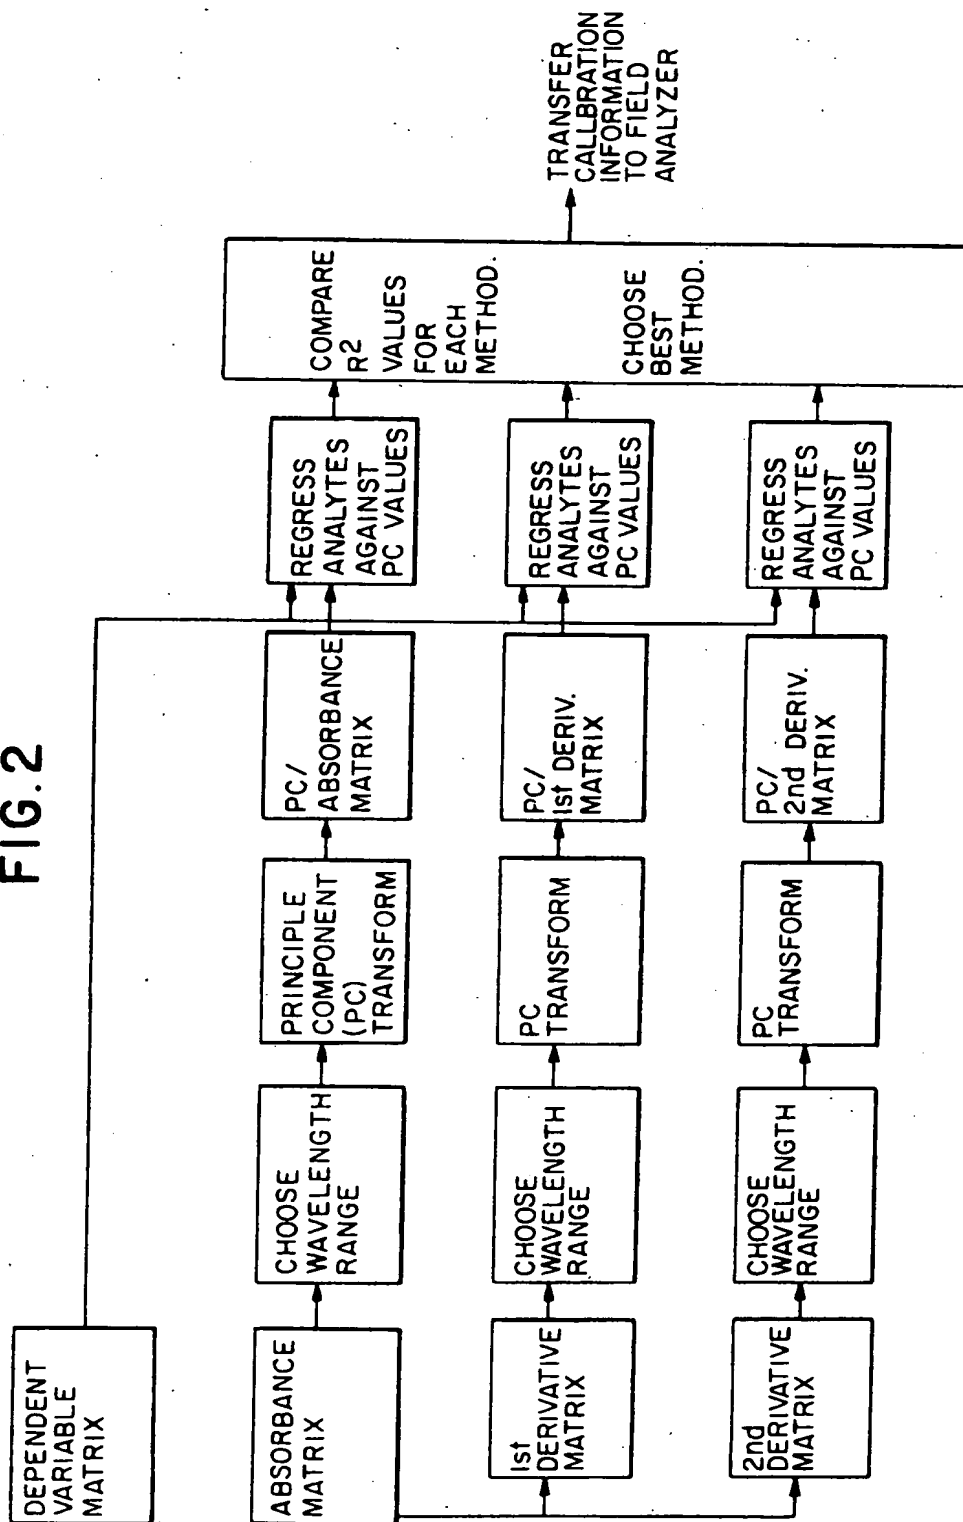 FIG.2
DEPENDENT
VARIABLE
MATRIX
ABSORBANCE
MATRIX
CHOOSE
WAVELENGTH
RANGE
PRINCIPLE
COMPONENT
(PC)
TRANSFORM
PC/
ABSORBANCE
MATRIX
REGRESS
ANALYTES
AGAINST
PC VALUES
1st
DERIVATIVE
MATRIX
CHOOSE
WAVELENGTH
RANGE
PC
TRANSFORM
PC/
1st DERIV.
MATRIX
REGRESS
ANALYTES
AGAINST
PC VALUES
2nd
DERIVATIVE
MATRIX
CHOOSE
WAVELENGTH
RANGE
PC
TRANSFORM
PC/
2nd DERIV.
MATRIX
REGRESS
ANALYTES
AGAINST
PC VALUES
COMPARE
R²
VALUES
FOR
EACH
METHOD.
CHOOSE
BEST
METHOD.
TRANSFER
CALLBRATION
INFORMATION
TO FIELD
ANALYZER